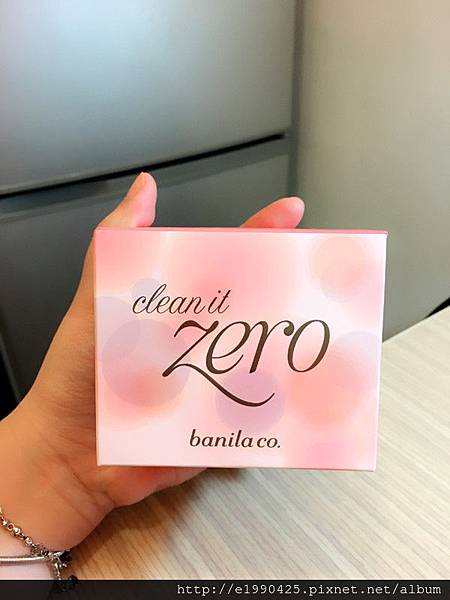 clean it
zero
banila co.
http://e1990425.pixnet.net/album